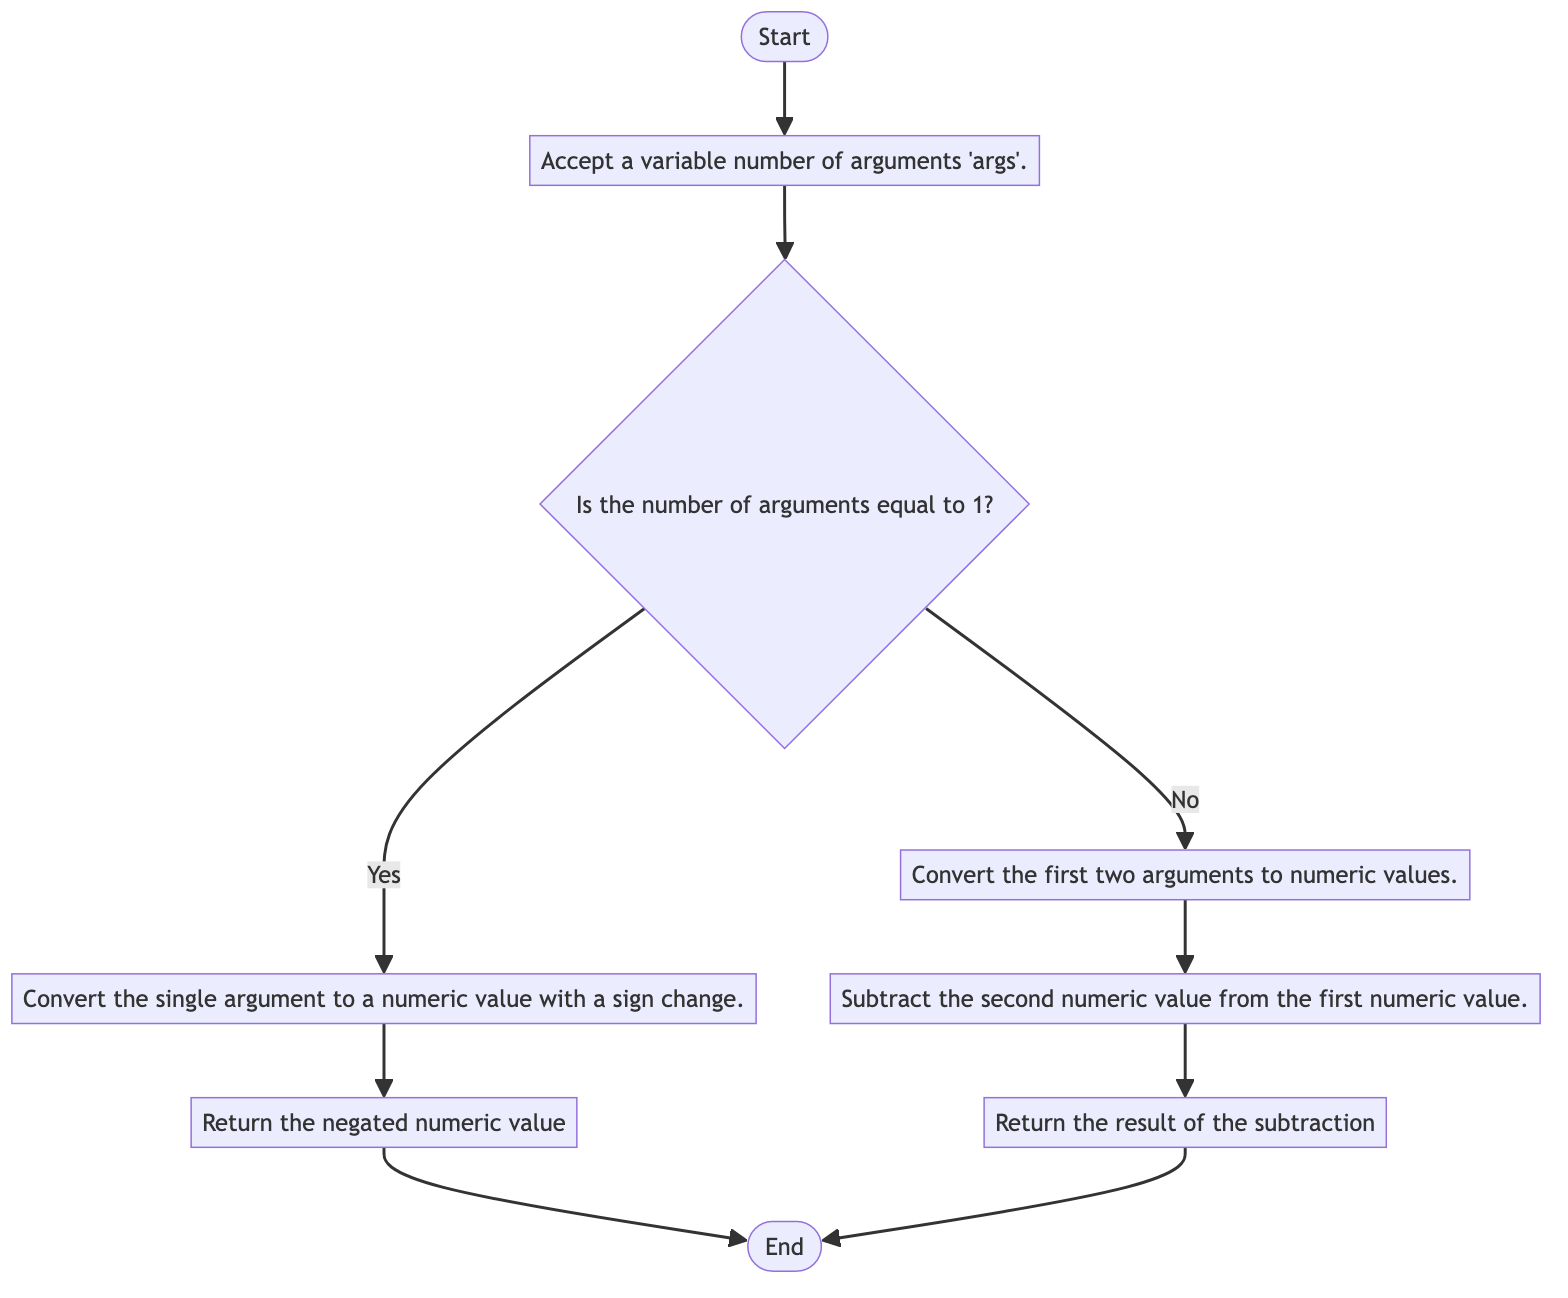 Start
Accept a variable number of arguments 'args'.
Is the number of arguments equal to 1?
No
Yes
Convert the first two arguments to numeric values.
Convert the single argument to a numeric value with a sign change.
Subtract the second numeric value from the first numeric value.
Return the negated numeric value
Return the result of the subtraction
End